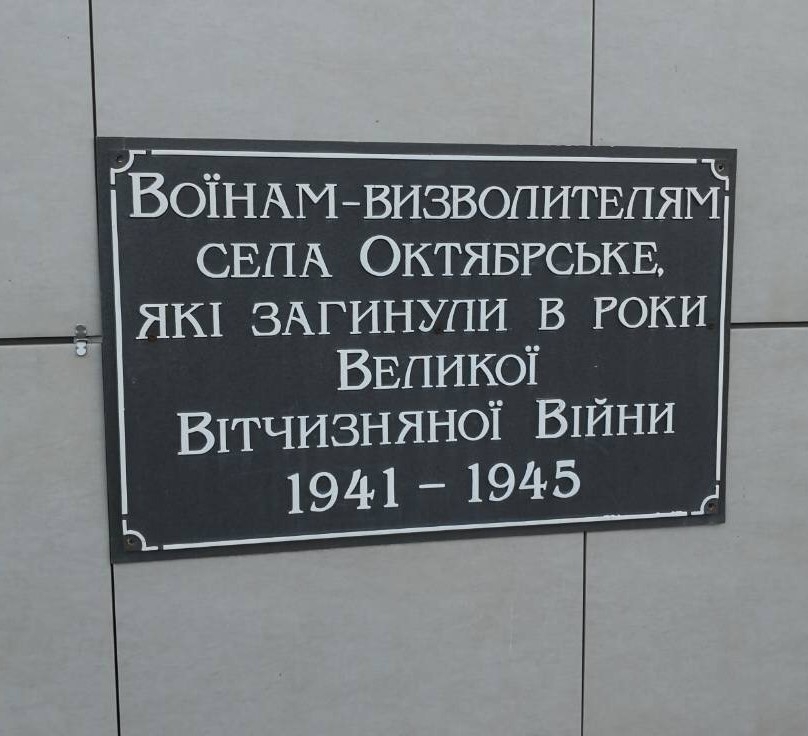 Воїнам-визволителям
села Октябрське,
які загинули в роки
Великої
Вітчизняної Війни
1941 – 1945